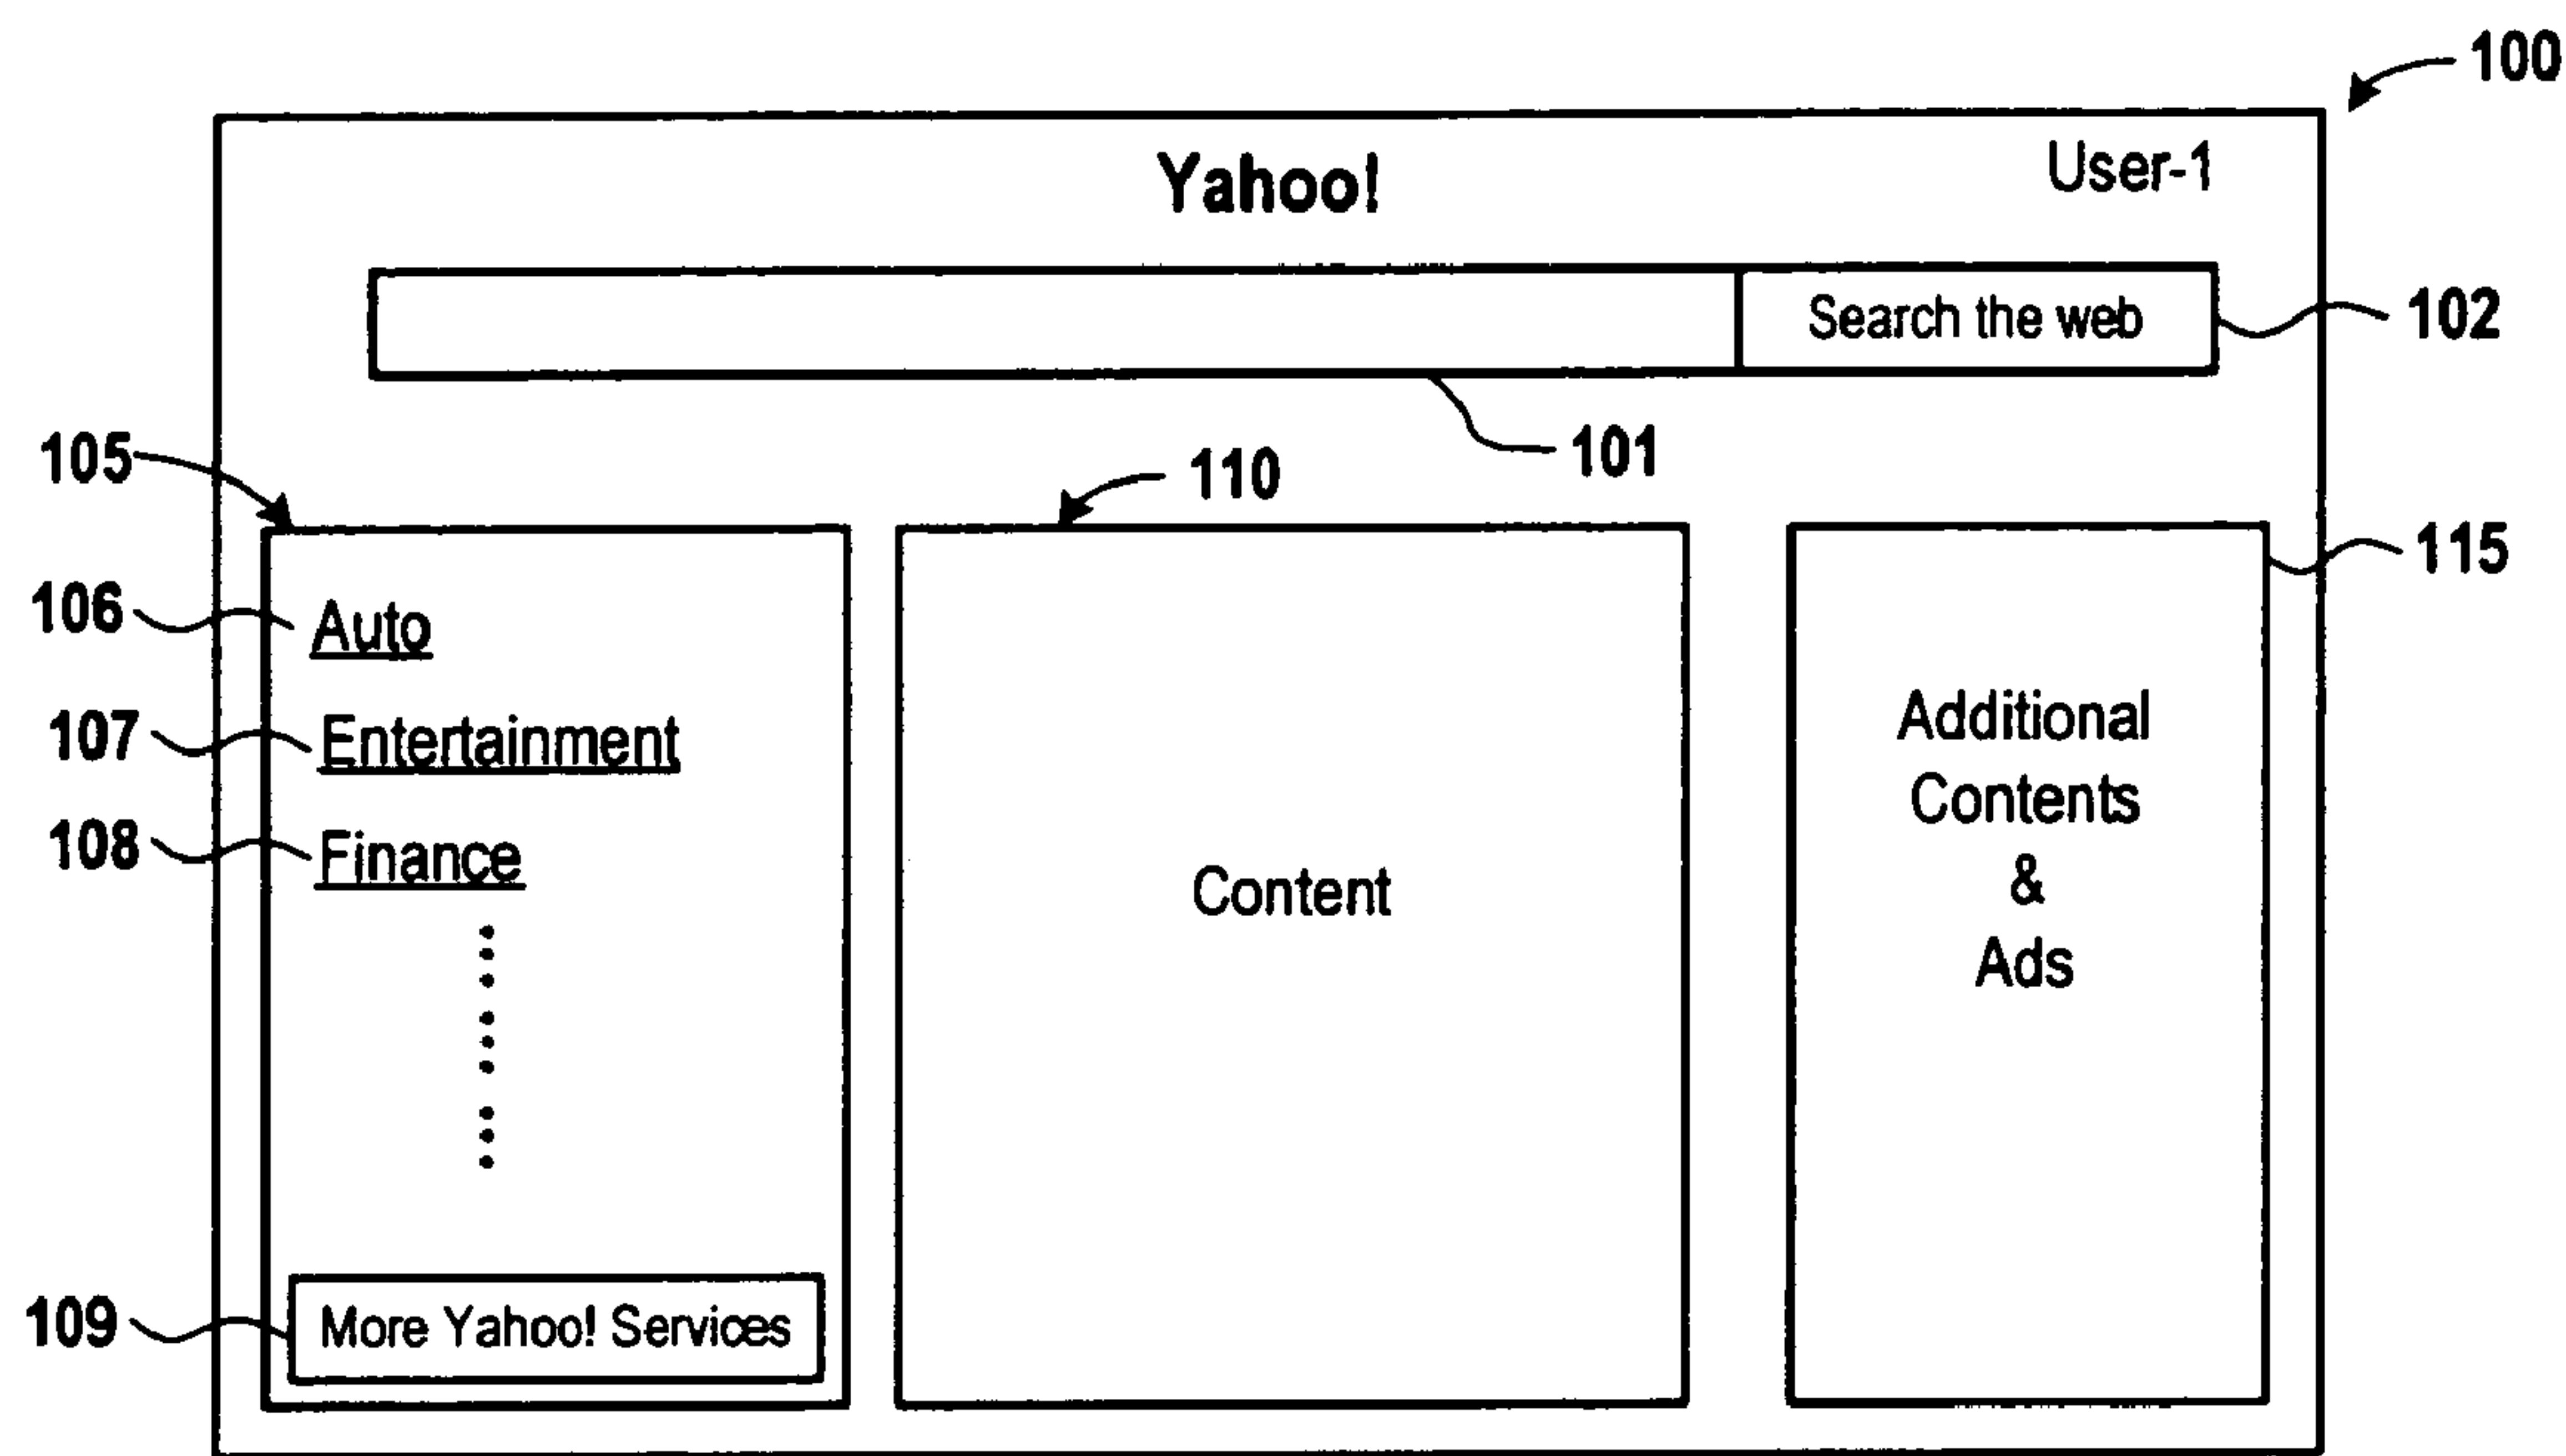 100
Yahoo!
User-1
Search the web
102
101
105
110
115
106
Auto
107
Entertainment
108
Finance
109
More Yahoo! Services
Content
Additional
Contents
&
Ads